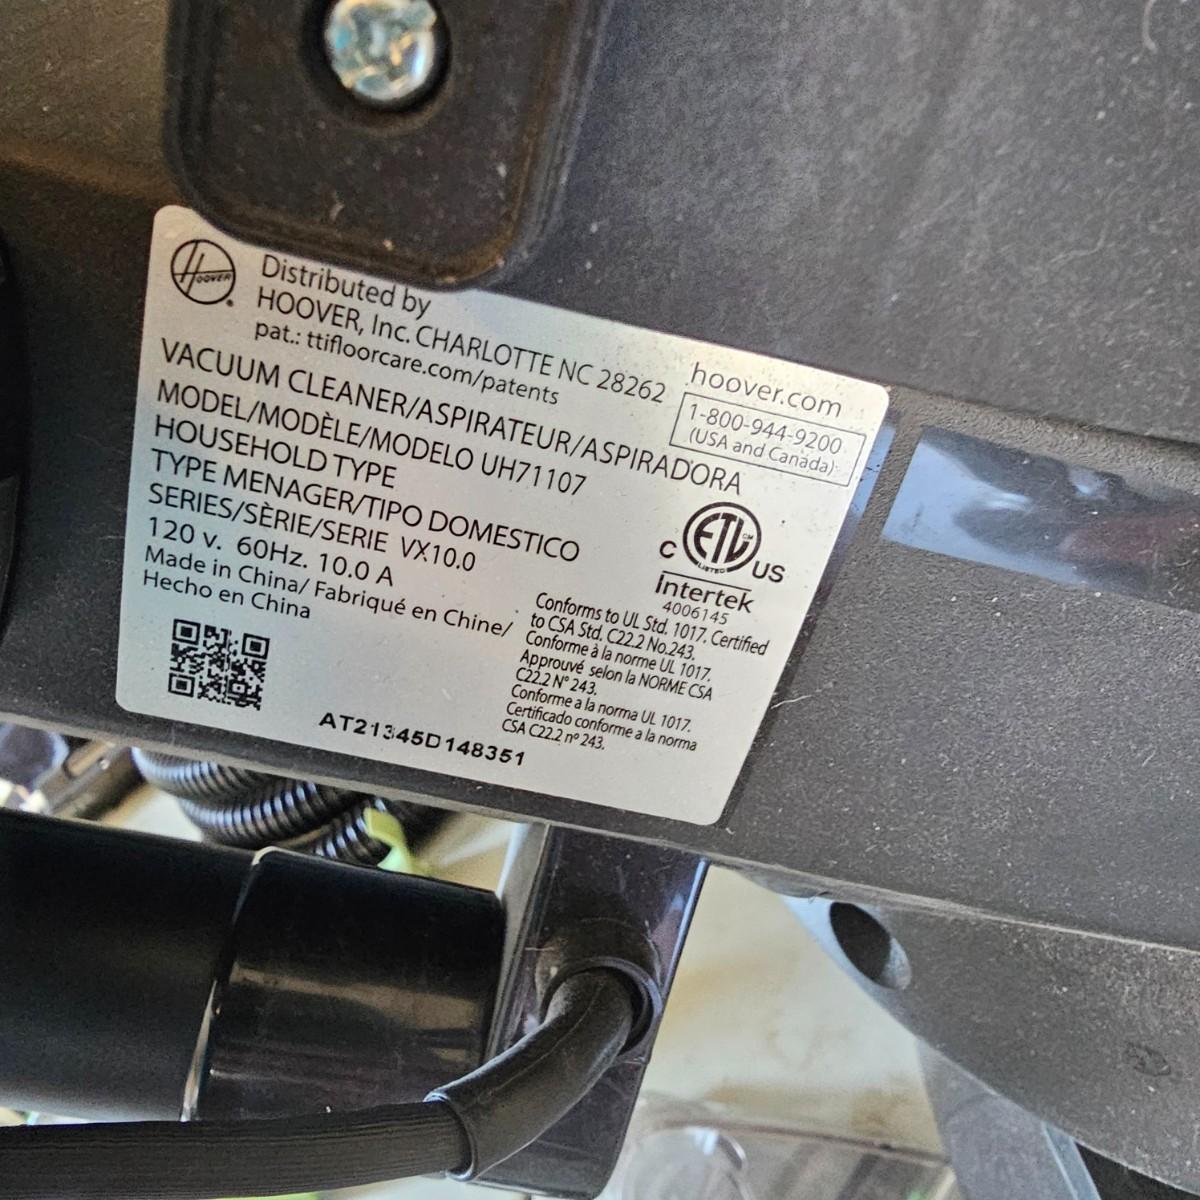 HOOVER
Distributed by
HOOVER, Inc. CHARLOTTE NC 28262
pat.: ttifloorcare.com/patents
hoover.com
1-800-944-9200
(USA and Canada)
VACUUM CLEANER/ASPIRATEUR/ASPIRADORA
MODEL/MODÈLE/MODELO UH71107
HOUSEHOLD TYPE
TYPE MENAGER/TIPO DOMESTICO
SERIES/SÈRIE/SERIE VX10.0
120 v. 60Hz. 10.0 A
Made in China/ Fabriqué en Chine/
Hecho en China
ETL CM
LISTED
C US
Intertek
4006145
Conforms to UL Std. 1017. Certified
to CSA Std. C22.2 No.243.
Conforme à la norme UL 1017.
Approuvé selon la NORME CSA
C22.2 N° 243.
Conforme a la norma UL 1017.
Certificado conforme a la norma
CSA C22.2 nº 243.
AT21345D148351